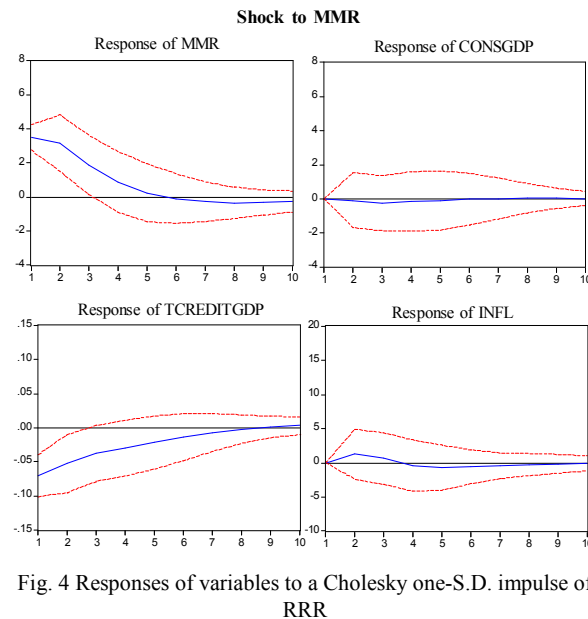 Shock to MMR
Response of MMR
Response of CONSGDP
8
6
4
2
0
-2
-4
1 2 3 4 5 6 7 8 9 10
8
6
4
2
0
-2
-4
1 2 3 4 5 6 7 8 9 10
Response of TCREDITGDP
Response of INFL
.15
.10
.05
.00
-.05
-.10
-.15
1 2 3 4 5 6 7 8 9 10
20
15
10
5
0
-5
-10
1 2 3 4 5 6 7 8 9 10
Fig. 4 Responses of variables to a Cholesky one-S.D. impulse of
RRR